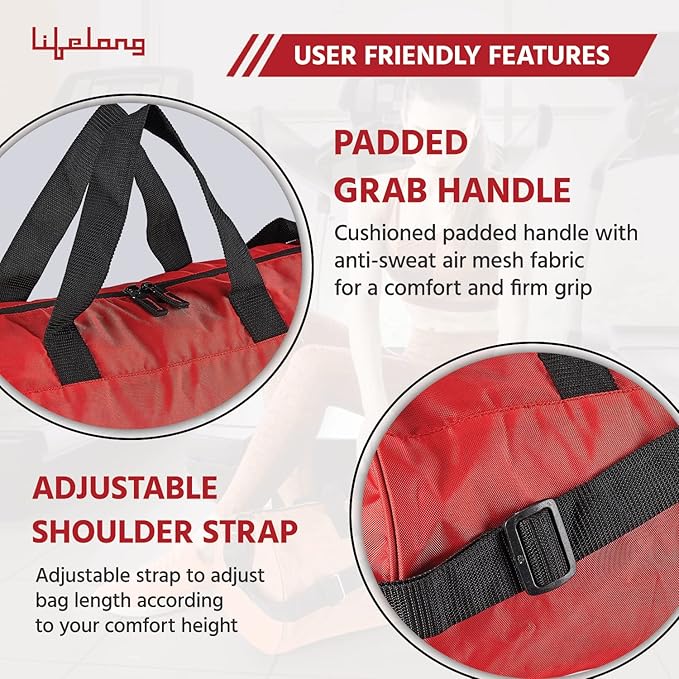 Lifelong
USER FRIENDLY FEATURES
PADDED
GRAB HANDLE
Cushioned padded handle with
anti-sweat air mesh fabric
for a comfort and firm grip
ADJUSTABLE
SHOULDER STRAP
Adjustable strap to adjust
bag length according
to your comfort height